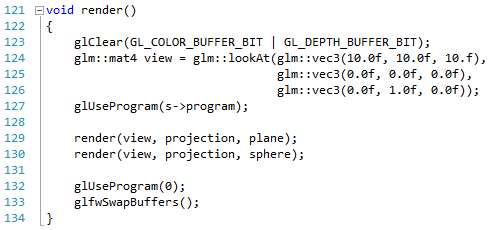 121 void render()
122 {
123     glClear(GL_COLOR_BUFFER_BIT | GL_DEPTH_BUFFER_BIT);
124     glm::mat4 view = glm::lookAt(glm::vec3(10.0f, 10.0f, 10.f),
125                                  glm::vec3(0.0f, 0.0f, 0.0f),
126                                  glm::vec3(0.0f, 1.0f, 0.0f));
127     glUseProgram(s->program);
128
129     render(view, projection, plane);
130     render(view, projection, sphere);
131
132     glUseProgram(0);
133     glfwSwapBuffers();
134 }